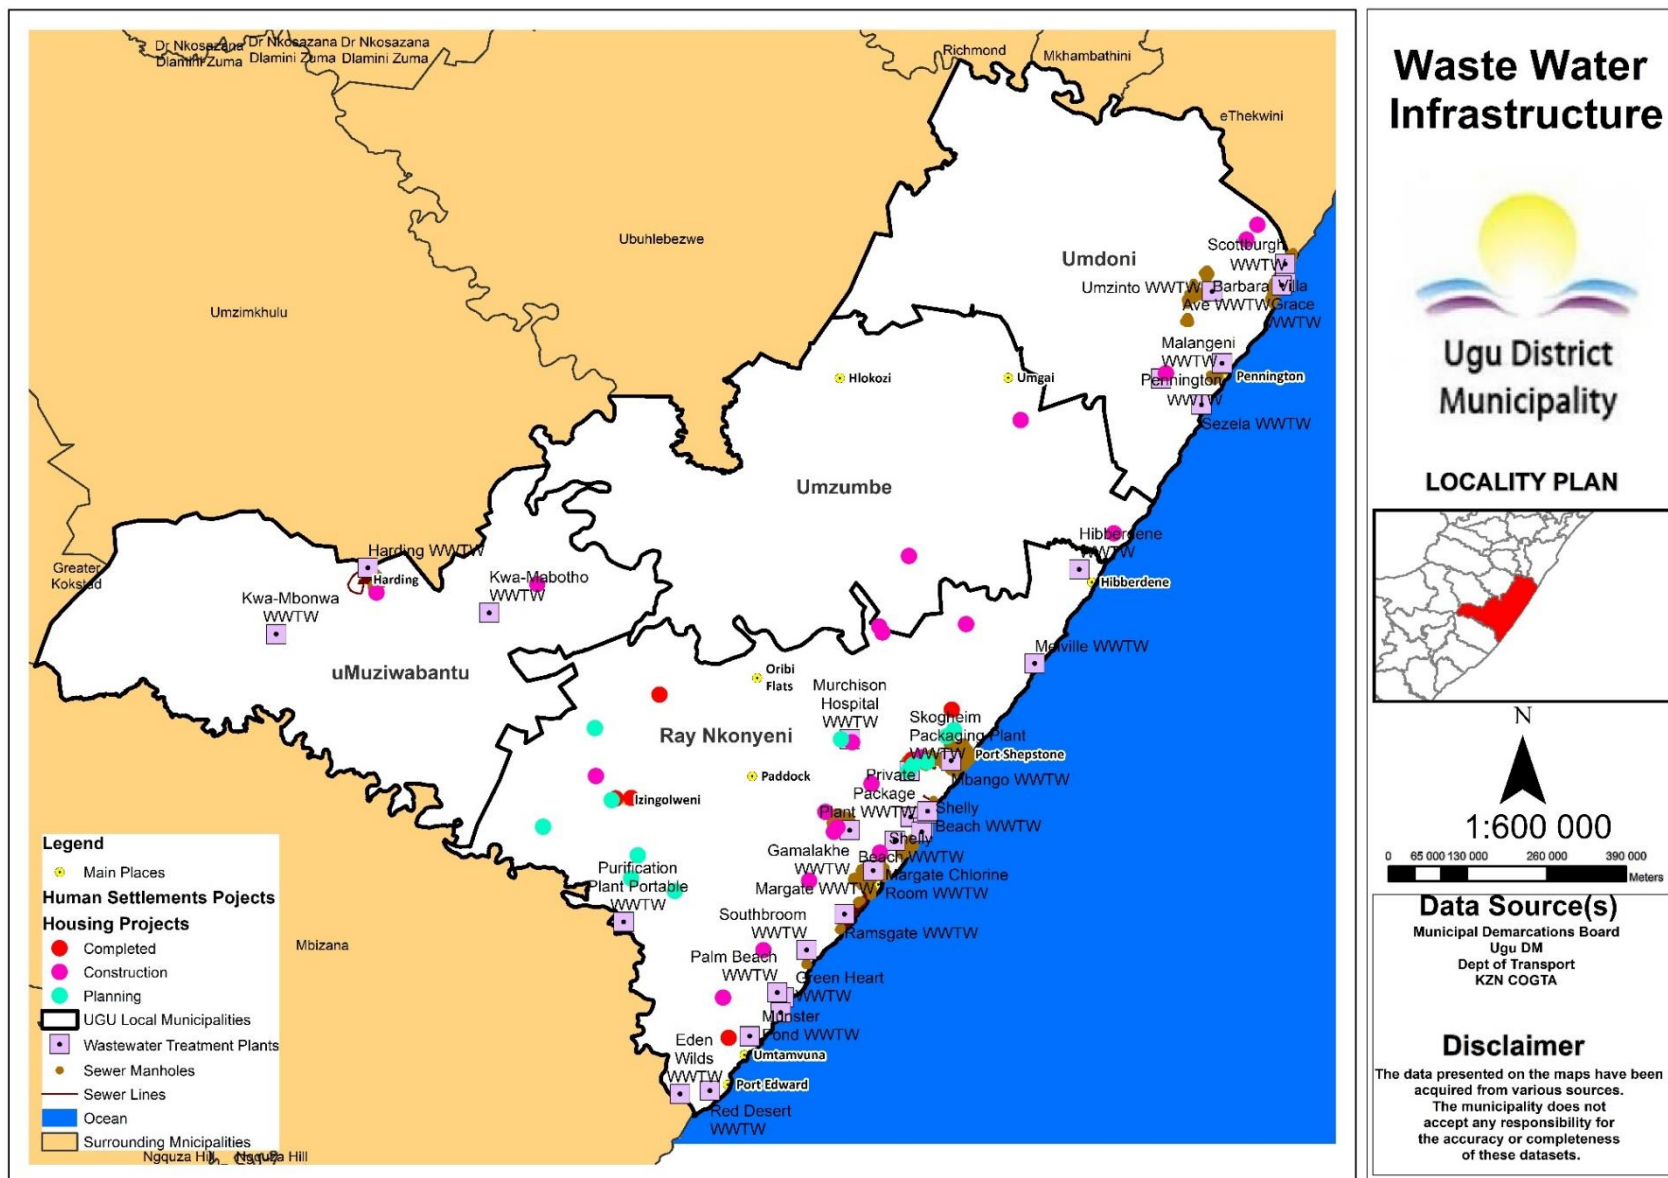 Dr Nkosazana
Dlamini Zuma
Dr Nkosazana
Dlamini Zuma
Dr Nkosazana
Dlamini Zuma
Richmond
Mkhambathini
eThekwini
Ubuhlebezwe
Umzimkhulu
Greater
Kokstad
Mbizana
Ngquza Hill
Ngquza Hill
Umdoni
Umzumbe
uMuziwabantu
Ray Nkonyeni
Scottburgh
WWTW
Umzinto WWTW
Barbara
Ave WWTW
Villa
Grace
WWTW
Malangeni
WWTW
Pennington
WWTW
Pennington
Sezela WWTW
Hlokozi
Umgai
Hibberdene
WWTW
Hibberdene
Harding WWTW
Harding
Kwa-Mabotho
WWTW
Kwa-Mbonwa
WWTW
Melville WWTW
Oribi
Flats
Murchison
Hospital
WWTW
Skogheim
Packaging Plant
WWTW
Port Shepstone
Mbango WWTW
Paddock
Private
Package
Plant WWTW
Izingolweni
Shelly
Beach WWTW
Shelly
Beach WWTW
Gamalakhe
WWTW
Margate Chlorine
Room WWTW
Margate WWTW
Purification
Plant Portable
WWTW
Southbroom
WWTW
Ramsgate WWTW
Palm Beach
WWTW
Green Heart
WWTW
Munster
Pond WWTW
Eden
Wilds
WWTW
Umtamvuna
Port Edward
Red Desert
WWTW
Legend
Main Places
Human Settlements Pojects
Housing Projects
Completed
Construction
Planning
UGU Local Municipalities
Wastewater Treatment Plants
Sewer Manholes
Sewer Lines
Ocean
Surrounding Mnicipalities
Waste Water
Infrastructure
Ugu District
Municipality
LOCALITY PLAN
N
1:600 000
0 65 000 130 000 260 000 390 000
Meters
Data Source(s)
Municipal Demarcations Board
Ugu DM
Dept of Transport
KZN COGTA
Disclaimer
The data presented on the maps have been
acquired from various sources.
The municipality does not
accept any responsibility for
the accuracy or completeness
of these datasets.